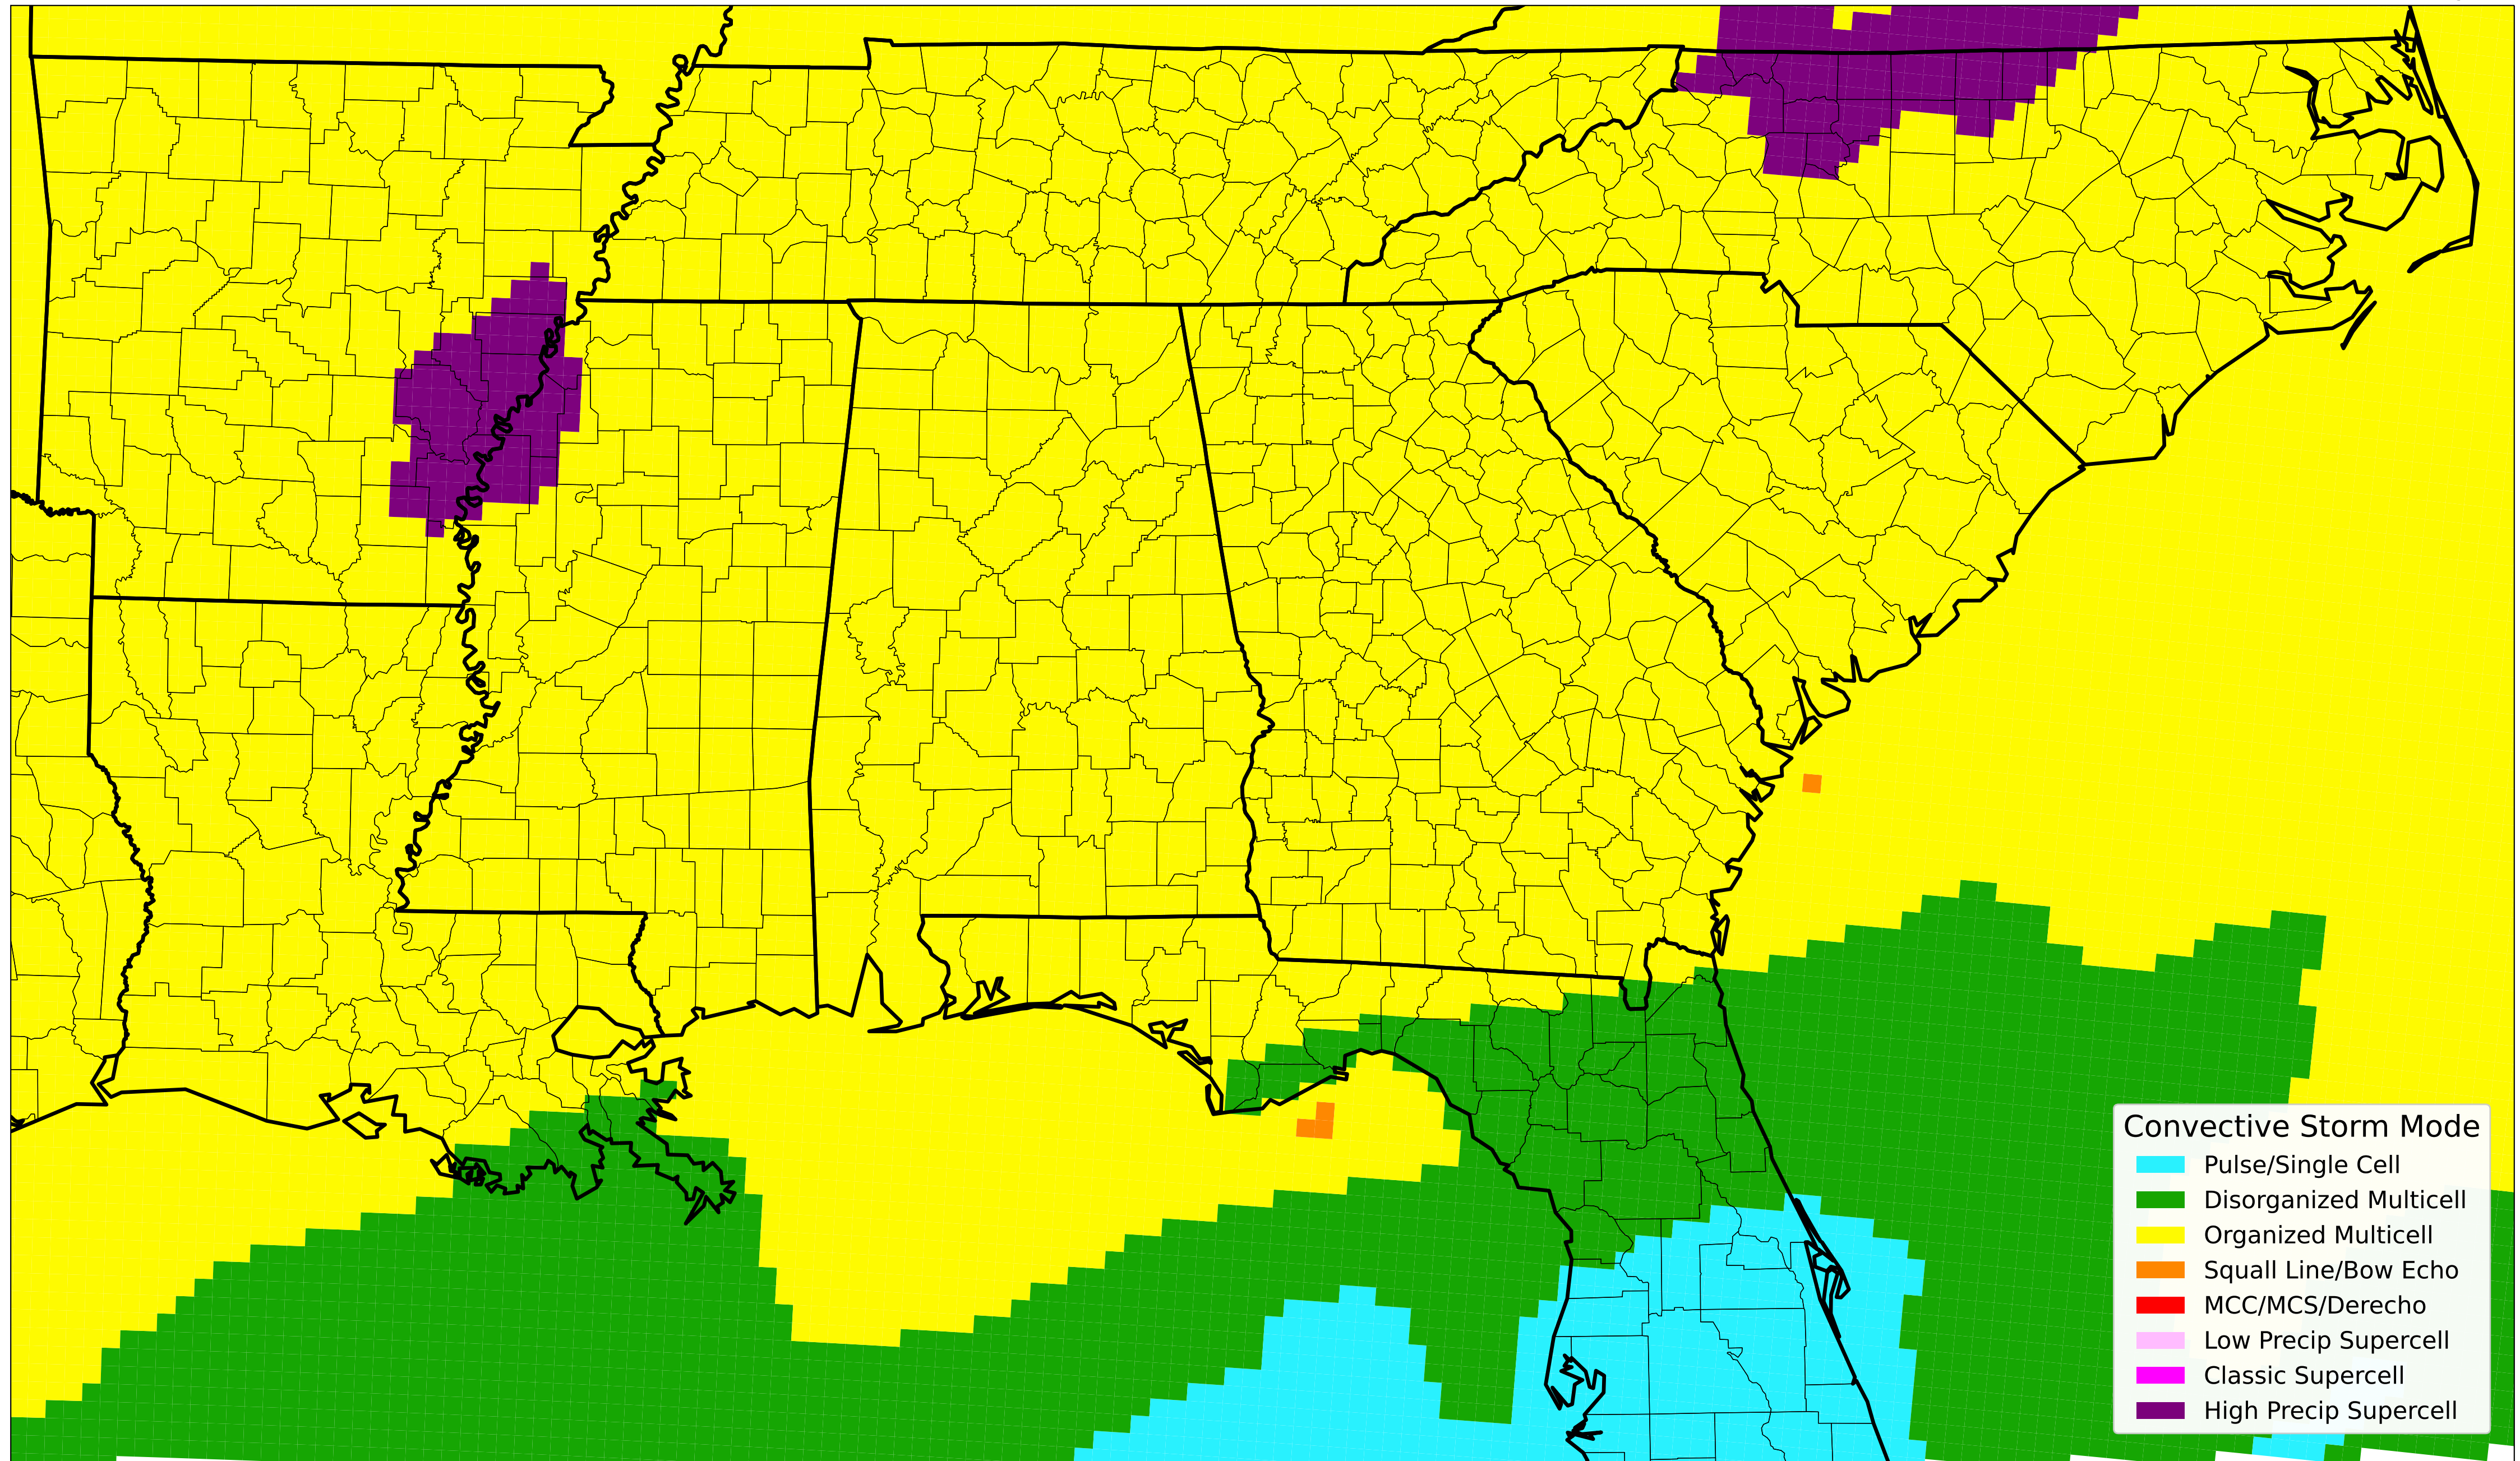 Convective Storm Mode
Pulse/Single Cell
Disorganized Multicell
Organized Multicell
Squall Line/Bow Echo
MCC/MCS/Derecho
Low Precip Supercell
Classic Supercell
High Precip Supercell